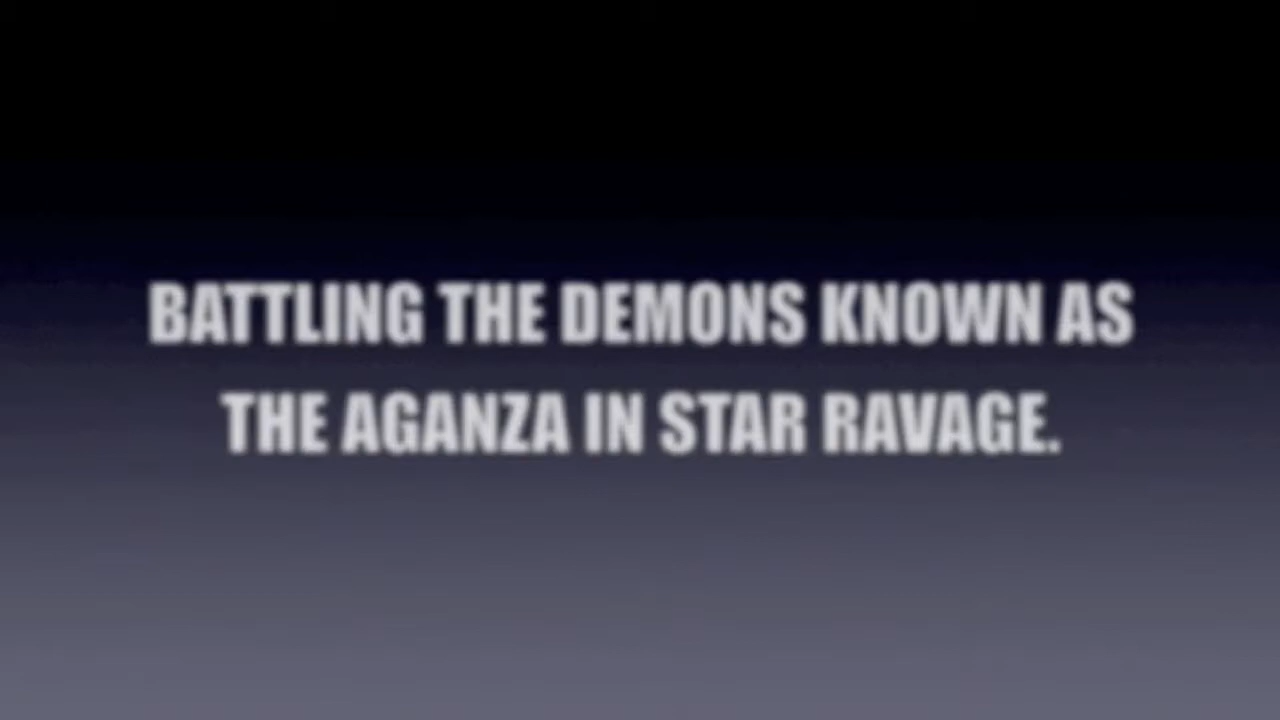 BATTLING THE DEMONS KNOWN AS
THE AGANZA IN STAR RAVAGE.